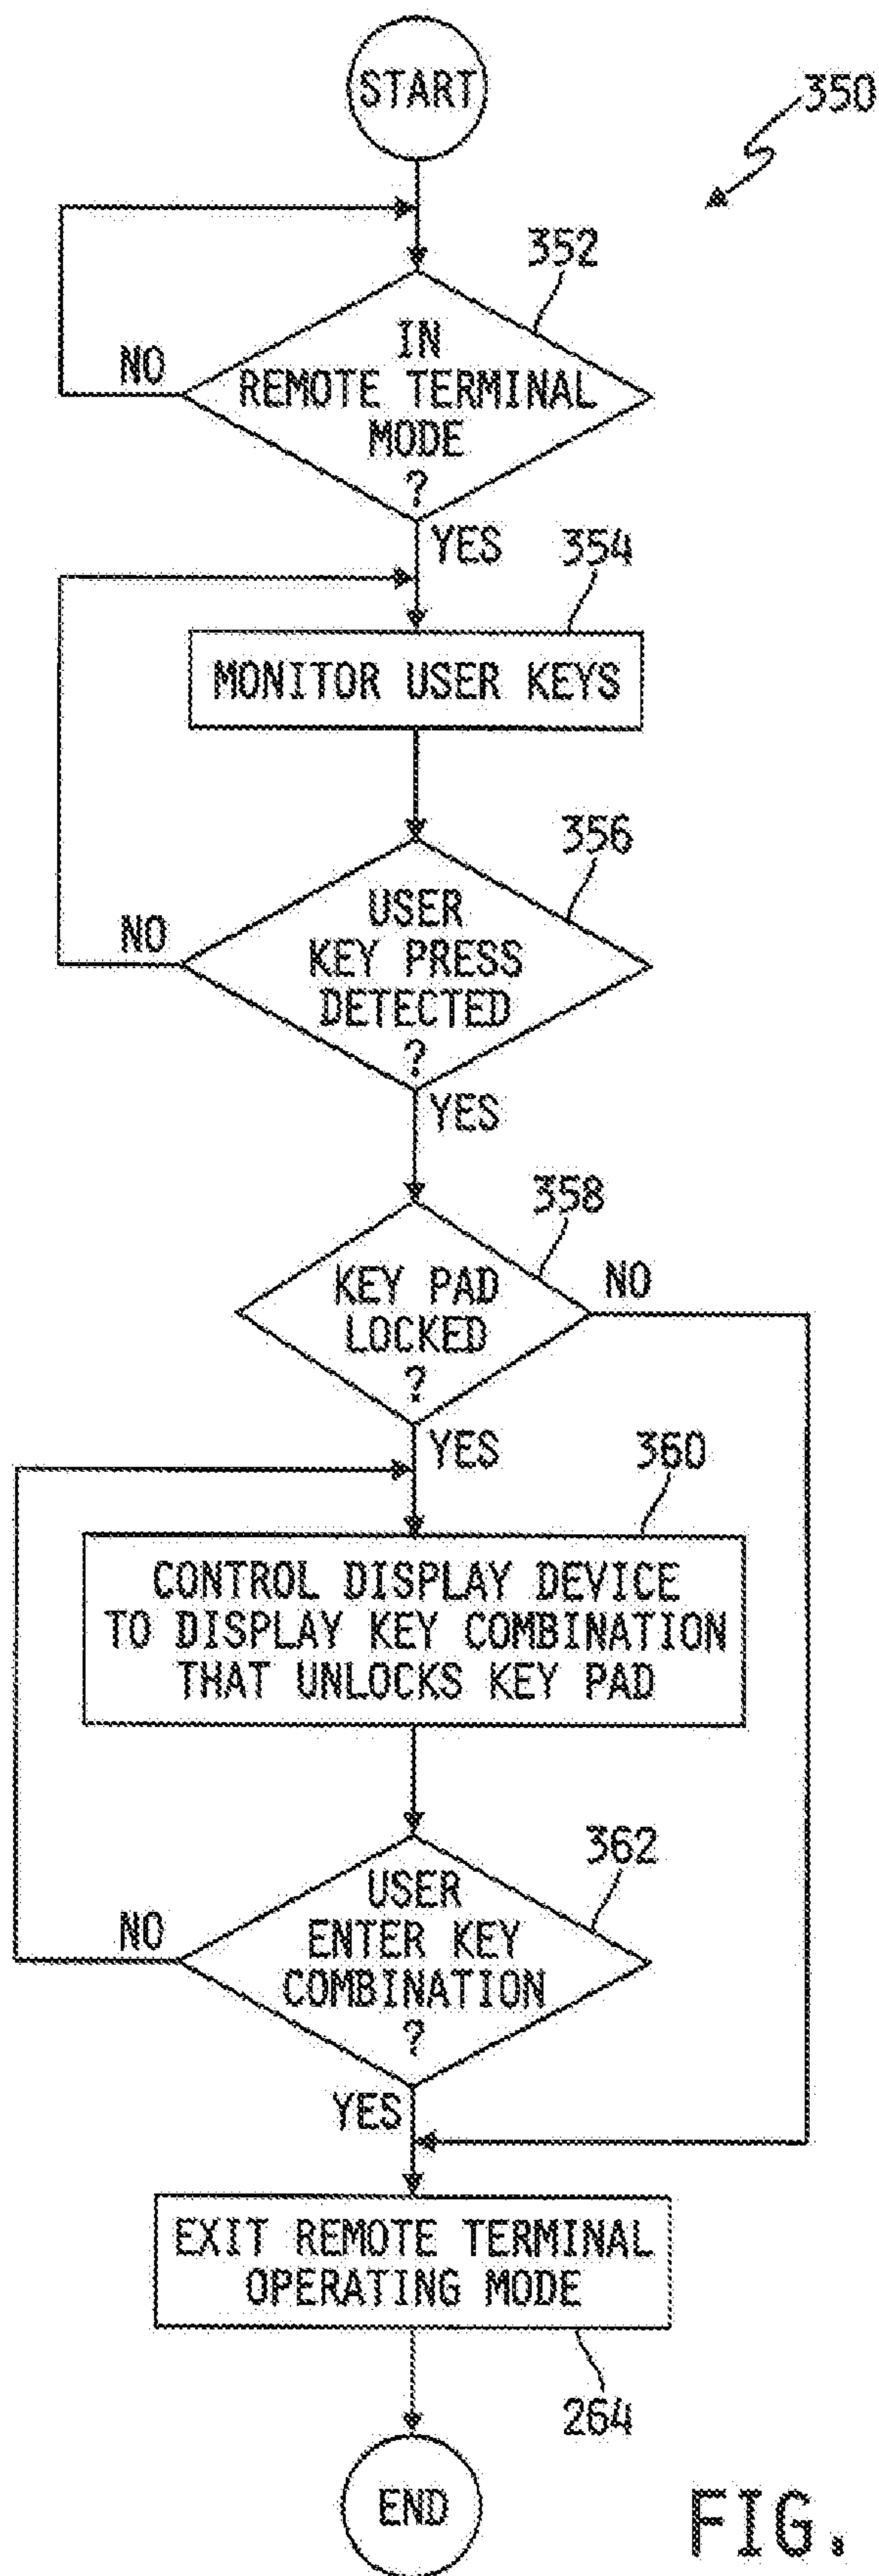 START
350
352
IN
REMOTE TERMINAL
MODE
?
NO
YES
354
MONITOR USER KEYS
356
USER
KEY PRESS
DETECTED
?
NO
YES
358
KEY PAD
LOCKED
?
NO
YES
360
CONTROL DISPLAY DEVICE
TO DISPLAY KEY COMBINATION
THAT UNLOCKS KEY PAD
362
USER
ENTER KEY
COMBINATION
?
NO
YES
EXIT REMOTE TERMINAL
OPERATING MODE
264
END
FIG.